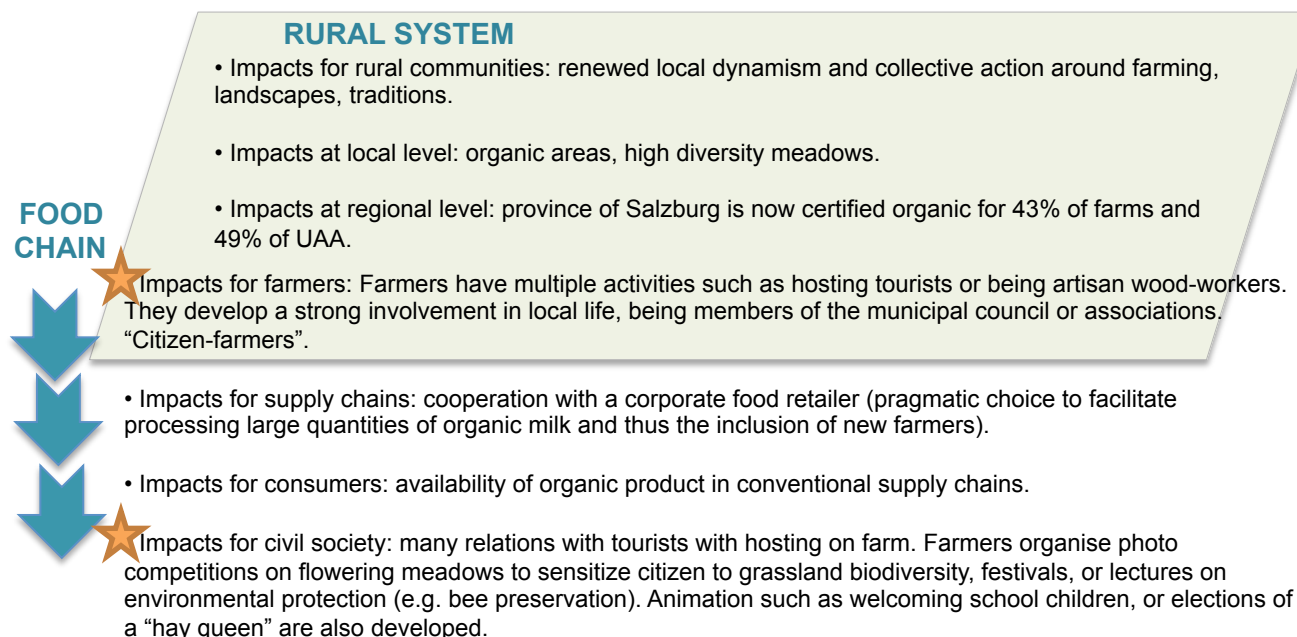 RURAL SYSTEM
• Impacts for rural communities: renewed local dynamism and collective action around farming,
landscapes, traditions.
• Impacts at local level: organic areas, high diversity meadows.
• Impacts at regional level: province of Salzburg is now certified organic for 43% of farms and
49% of UAA.
FOOD
CHAIN
Impacts for farmers: Farmers have multiple activities such as hosting tourists or being artisan wood-workers.
They develop a strong involvement in local life, being members of the municipal council or associations.
“Citizen-farmers”.
• Impacts for supply chains: cooperation with a corporate food retailer (pragmatic choice to facilitate
processing large quantities of organic milk and thus the inclusion of new farmers).
• Impacts for consumers: availability of organic product in conventional supply chains.
Impacts for civil society: many relations with tourists with hosting on farm. Farmers organise photo
competitions on flowering meadows to sensitize citizen to grassland biodiversity, festivals, or lectures on
environmental protection (e.g. bee preservation). Animation such as welcoming school children, or elections of
a “hay queen” are also developed.